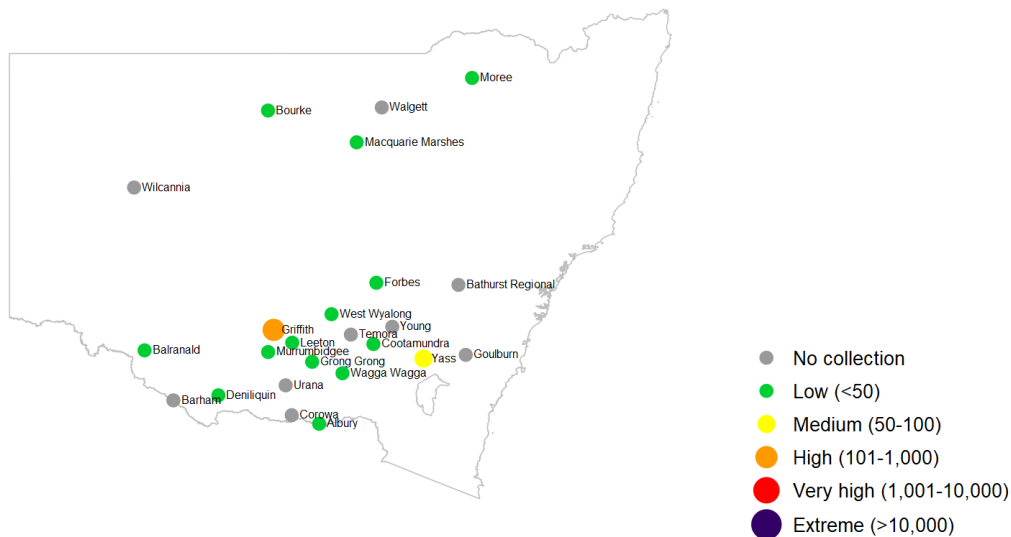 Moree
Bourke
Walgett
Macquarie Marshes
Wilcannia
Forbes
Bathurst Regional
West Wyalong
Griffith
Young
Temora
Leeton
Cootamundra
Balranald
Murrumbidgee
Goulburn
Yass
Grong Grong
Wagga Wagga
Urana
Deniliquin
Barham
Corowa
Albury
No collection
Low (<50)
Medium (50-100)
High (101-1,000)
Very high (1,001-10,000)
Extreme (>10,000)